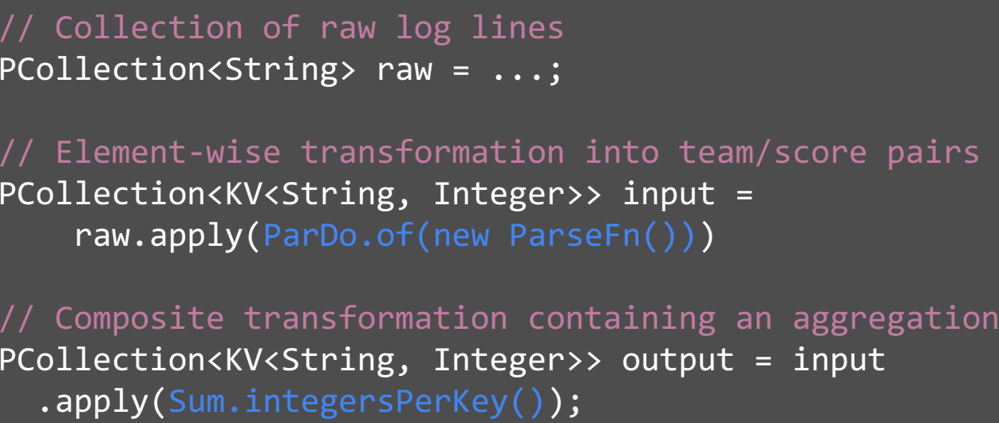 // Collection of raw log lines
PCollection<String> raw = ...;
// Element-wise transformation into team/score pairs
PCollection<KV<String, Integer>> input =
raw.apply(ParDo.of(new ParseFn()))
// Composite transformation containing an aggregation
PCollection<KV<String, Integer>> output = input
.apply(Sum.integersPerKey());